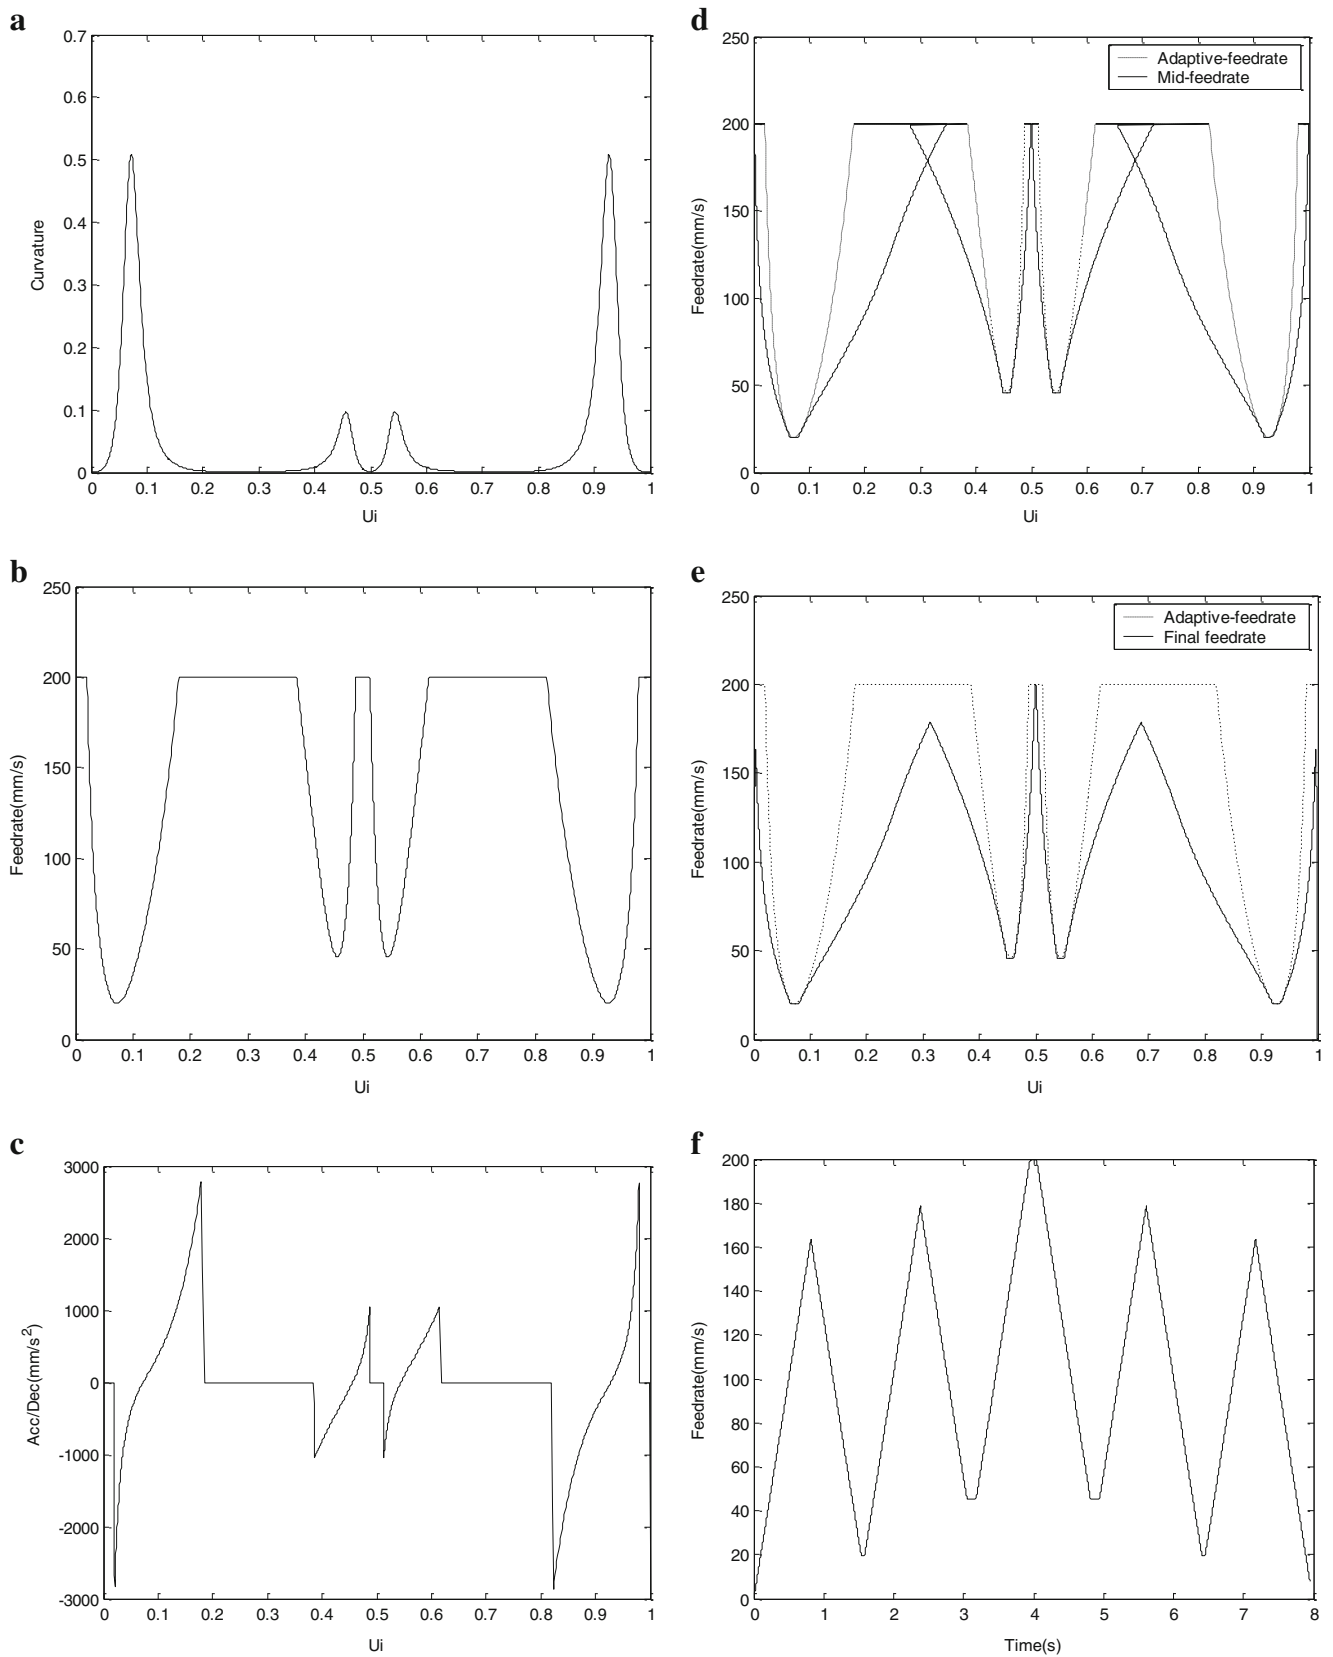 a
0.7
0.6
0.5
0.4
0.3
0.2
0.1
0
Curvature
0 0.1 0.2 0.3 0.4 0.5 0.6 0.7 0.8 0.9 1
Ui
b
250
200
150
100
50
0
Feedrate(mm/s)
0 0.1 0.2 0.3 0.4 0.5 0.6 0.7 0.8 0.9 1
Ui
c
3000
2000
1000
0
-1000
-2000
-3000
Acc/Dec(mm/s²)
0 0.1 0.2 0.3 0.4 0.5 0.6 0.7 0.8 0.9 1
Ui
d
250
200
150
100
50
0
Feedrate(mm/s)
Adaptive-feedrate
Mid-feedrate
0 0.1 0.2 0.3 0.4 0.5 0.6 0.7 0.8 0.9 1
Ui
e
250
200
150
100
50
0
Feedrate(mm/s)
Adaptive-feedrate
Final feedrate
0 0.1 0.2 0.3 0.4 0.5 0.6 0.7 0.8 0.9 1
Ui
f
200
180
160
140
120
100
80
60
40
20
0
Feedrate(mm/s)
0 1 2 3 4 5 6 7 8
Time(s)